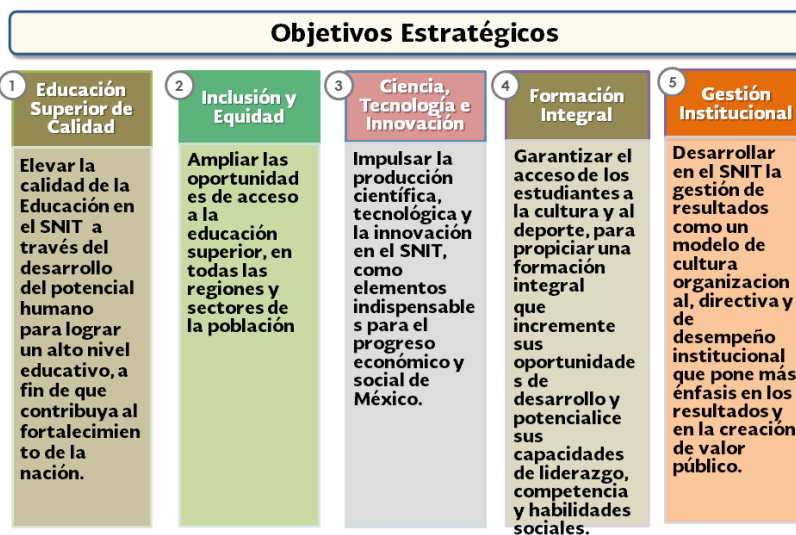 Objetivos Estratégicos
1
Educación
Superior de
Calidad
Elevar la
calidad de la
Educación en
el SNIT a
través del
desarrollo
del potencial
humano
para lograr
un alto nivel
educativo, a
fin de que
contribuya al
fortalecimien
to de la
nación.
2
Inclusión y
Equidad
Ampliar las
oportunidad
es de acceso
a la
educación
superior, en
todas las
regiones y
sectores de
la población
3
Ciencia,
Tecnología e
Innovación
Impulsar la
producción
científica,
tecnológica y
la innovación
en el SNIT,
como
elementos
indispensable
s para el
progreso
económico y
social de
México.
4
Formación
Integral
Garantizar el
acceso de los
estudiantes a
la cultura y al
deporte, para
propiciar una
formación
integral
que
incremente
sus
oportunidade
s de
desarrollo y
potencialice
sus
capacidades
de liderazgo,
competencia
y habilidades
sociales.
5
Gestión
Institucional
Desarrollar
en el SNIT la
gestión de
resultados
como un
modelo de
cultura
organizacion
al, directiva y
de
desempeño
institucional
que pone más
énfasis en los
resultados y
en la creación
de valor
público.